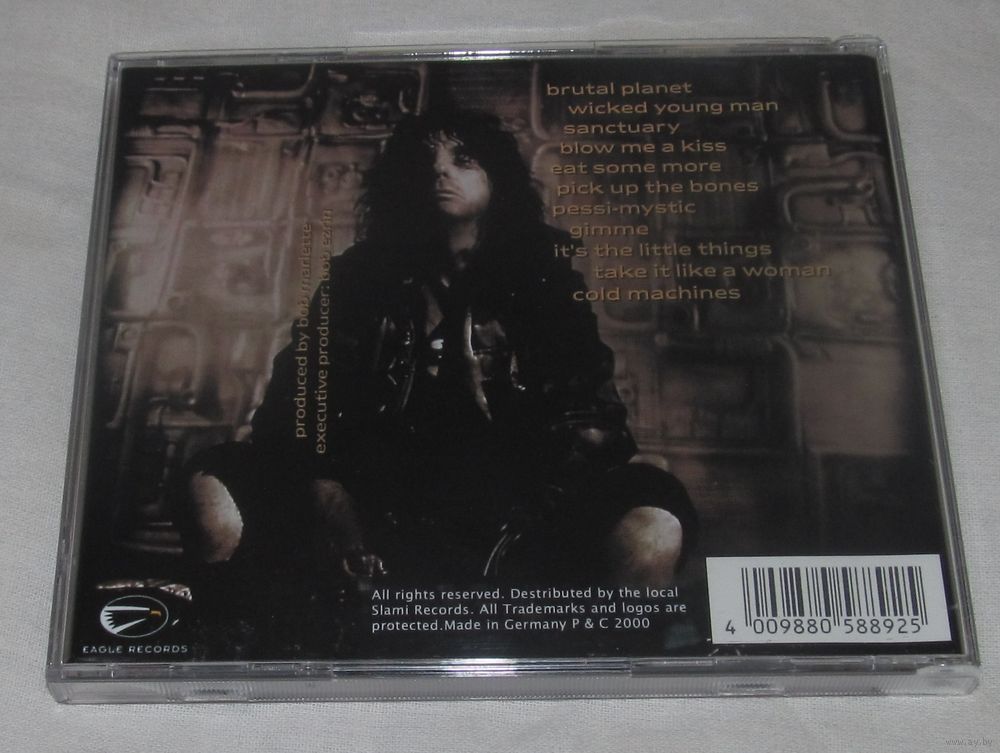 brutal planet
wicked young man
sanctuary
blow me a kiss
eat some more
pick up the bones
pessi-mystic
gimme
it's the little things
take it like a woman
cold machines
produced by bob marlette
executive producer: bob ezrin
All rights reserved. Destributed by the local
Slami Records. All Trademarks and logos are
protected.Made in Germany P & C 2000
EAGLE RECORDS
4 009880 588925
www.ay.by